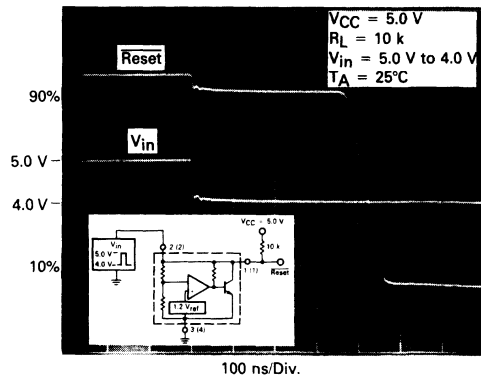 VCC = 5.0 V
RL = 10 k
Vin = 5.0 V to 4.0 V
TA = 25°C
Reset
90%
Vin
5.0 V
4.0 V
VCC - 5.0 V
10 k
Vin
5.0 V
4.0 V
2 (2)
1 (1)
Reset
1.2 Vref
3 (4)
10%
100 ns/Div.